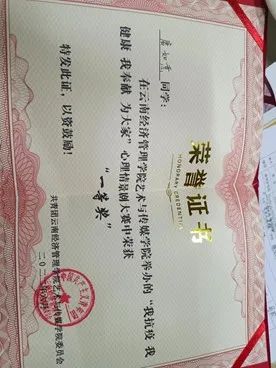 荣誉证书
HONORARY CREDENTIAL
同学：
在云南经济管理学院艺术与传媒学院举办的“我抗疫 我
健康 我奉献 为大家”心理情景剧大赛中荣获
“一等奖”
特发此证，以资鼓励！
共青团云南经济管理学院艺术与传媒学院委员会